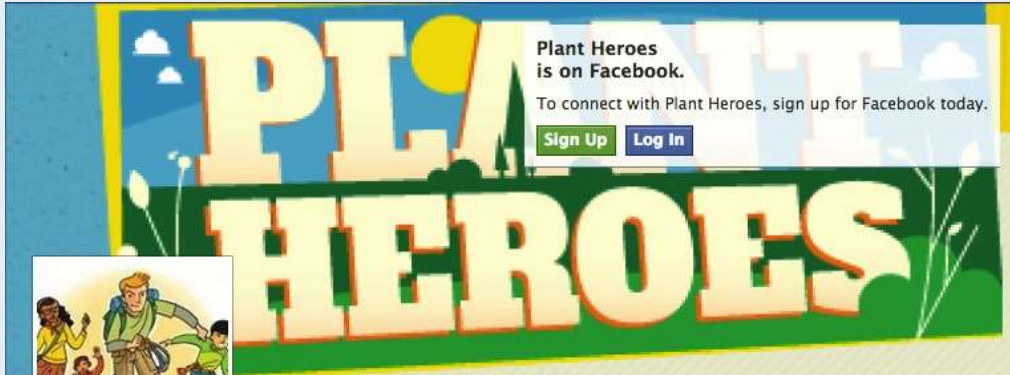 PLANT
HEROES
Plant Heroes
is on Facebook.
To connect with Plant Heroes, sign up for Facebook today.
Sign Up Log In